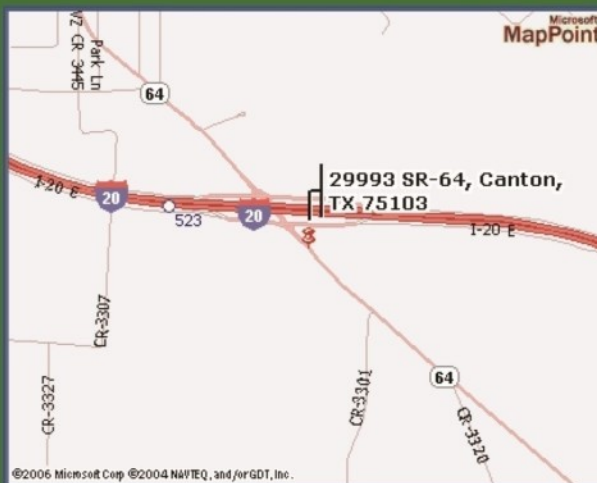 Microsoft
MapPoint
VZ CR 3445
Park Ln
64
I-20 E
20
523
20
29993 SR-64, Canton,
TX 75103
I-20 E
CR-3307
CR-3327
CR-3301
64
CR-3320
©2006 Microsoft Corp ©2004 NAVTEQ, and/or GDT, Inc.